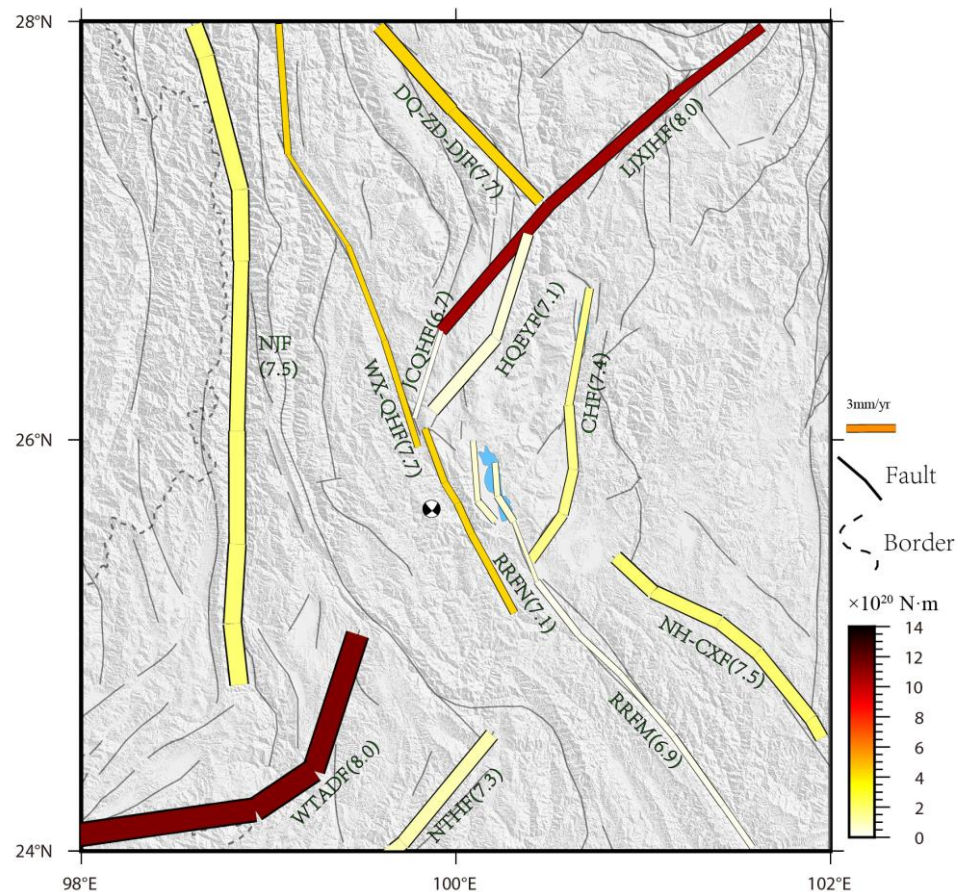 28°N
DQ-ZD-DJF(7.7)
LJXJHF(8.0)
NJF
(7.5)
JCQHF(6.7)
HQEYF(7.1)
WX-QHF(7.7)
CHF(7.4)
3mm/yr
26°N
Fault
Border
RRFN(7.1)
NH-CXF(7.5)
×10²⁰ N·m
14
12
10
8
6
4
2
0
RRFM(6.9)
WTADF(8.0)
NTHF(7.3)
24°N
98°E
100°E
102°E